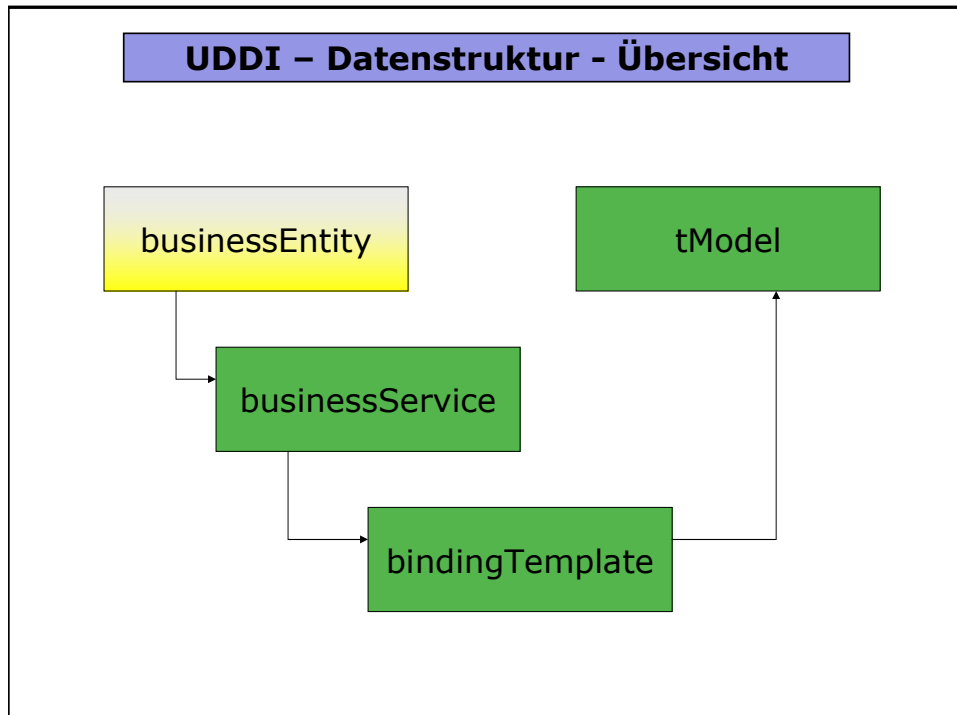 UDDI – Datenstruktur - Übersicht
businessEntity
tModel
businessService
bindingTemplate